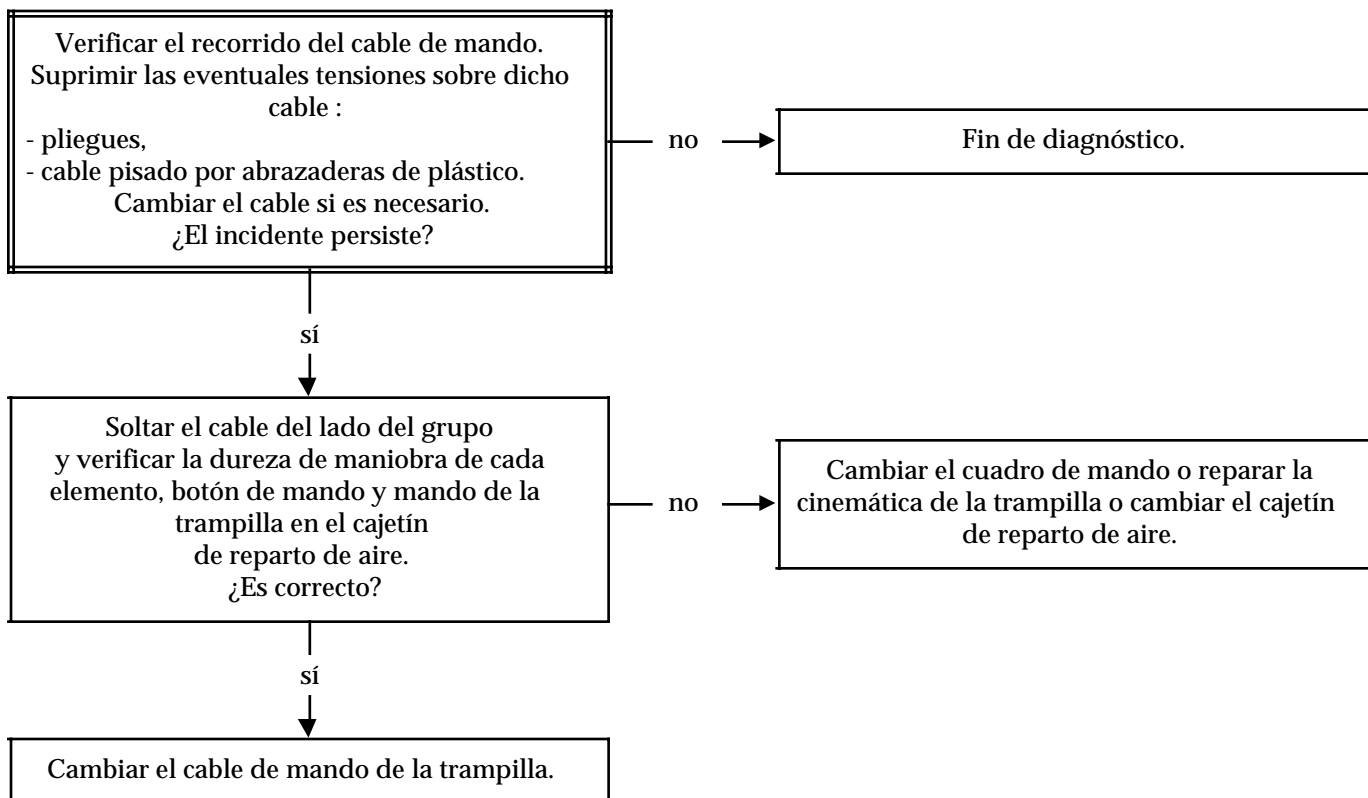 Verificar el recorrido del cable de mando.
Suprimir las eventuales tensiones sobre dicho
cable :
- pliegues,
- cable pisado por abrazaderas de plástico.
Cambiar el cable si es necesario.
¿El incidente persiste?
no
Fin de diagnóstico.
sí
Soltar el cable del lado del grupo
y verificar la dureza de maniobra de cada
elemento, botón de mando y mando de la
trampilla en el cajetín
de reparto de aire.
¿Es correcto?
no
Cambiar el cuadro de mando o reparar la
cinemática de la trampilla o cambiar el cajetín
de reparto de aire.
sí
Cambiar el cable de mando de la trampilla.